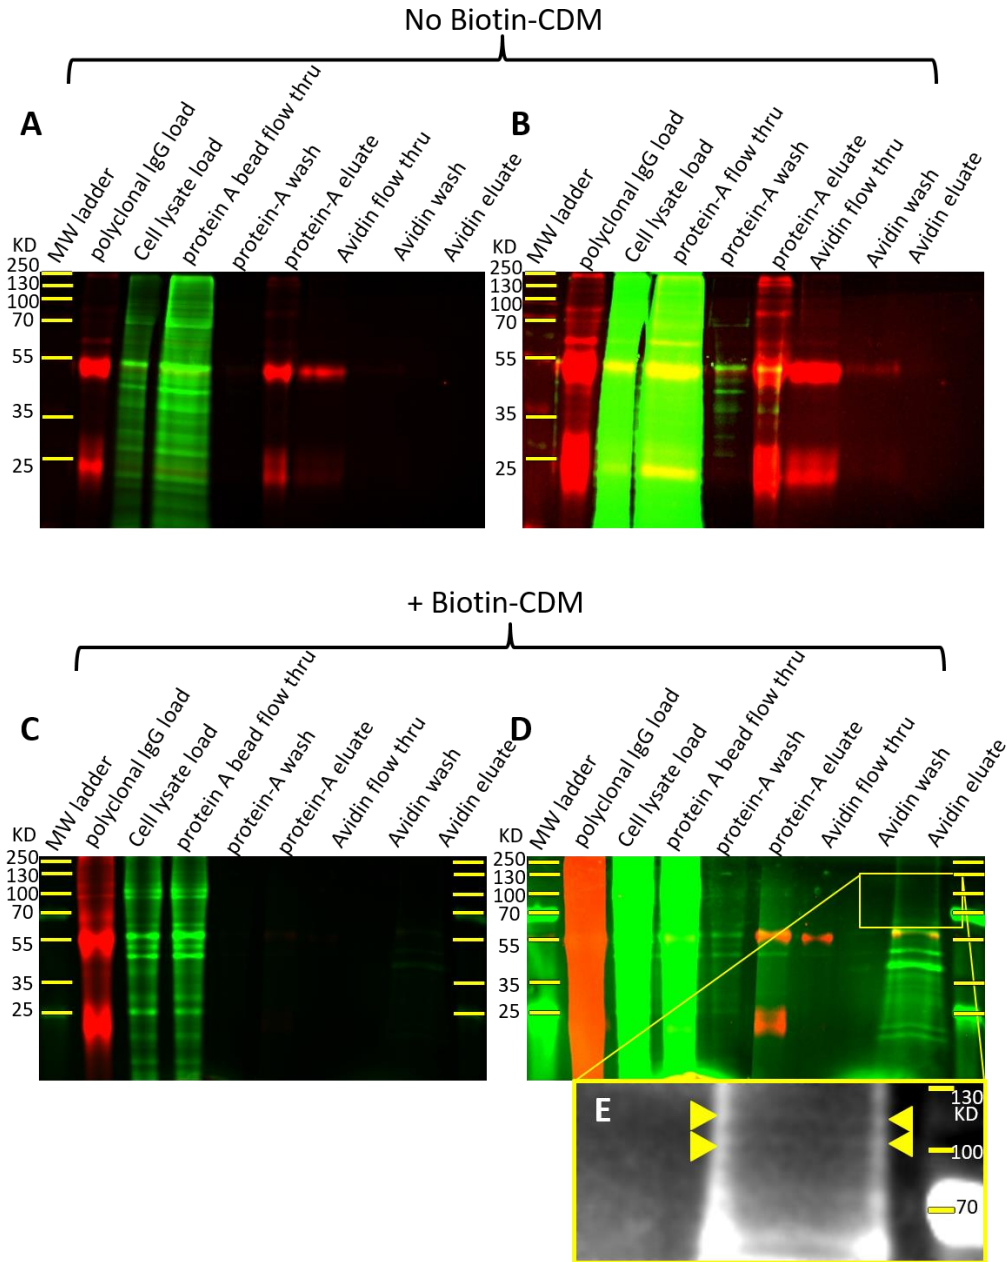 No Biotin-CDM
A
MW ladder
polyclonal IgG load
Cell lysate load
protein A bead flow thru
protein-A wash
protein-A eluate
Avidin flow thru
Avidin wash
Avidin eluate
KD
250
130
100
70
55
35
25
B
MW ladder
polyclonal IgG load
Cell lysate load
protein-A flow thru
protein-A wash
protein-A eluate
Avidin flow thru
Avidin wash
Avidin eluate
KD
250
130
100
70
55
35
25
+ Biotin-CDM
C
MW ladder
polyclonal IgG load
Cell lysate load
protein A bead flow thru
protein-A wash
protein-A eluate
Avidin flow thru
Avidin wash
Avidin eluate
KD
250
130
100
70
55
35
25
D
MW ladder
polyclonal IgG load
Cell lysate load
protein A bead flow thru
protein-A wash
protein-A eluate
Avidin flow thru
Avidin wash
Avidin eluate
KD
250
130
100
70
55
35
25
E
130
KD
100
70